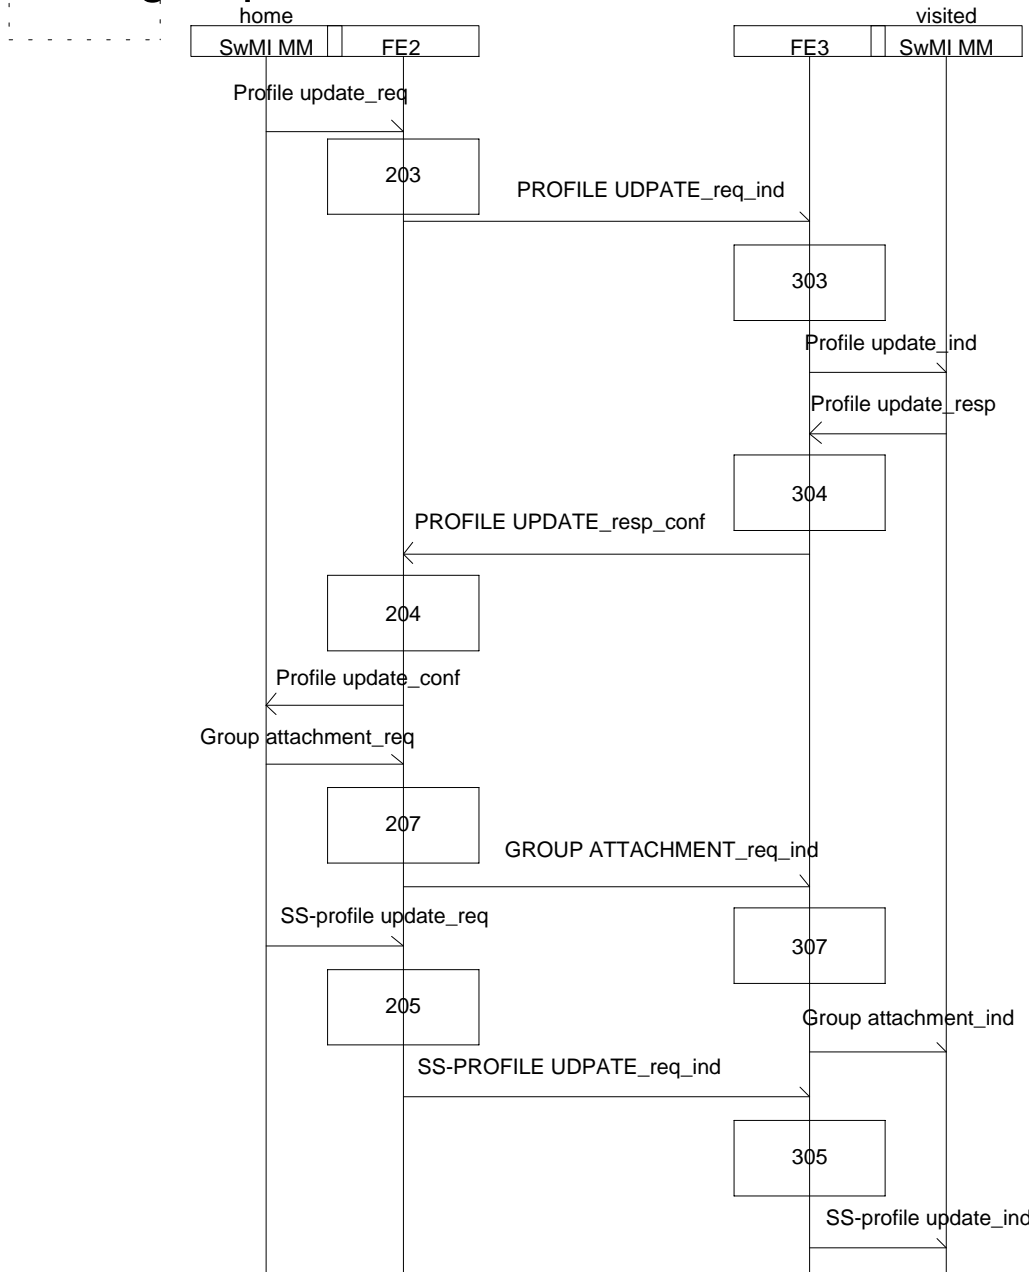 home
visited
SwMI MM
FE2
FE3
SwMI MM
Profile update_req
203
PROFILE UDPATE_req_ind
303
Profile update_ind
Profile update_resp
304
PROFILE UPDATE_resp_conf
204
Profile update_conf
Group attachment_req
207
GROUP ATTACHMENT_req_ind
SS-profile update_req
307
205
Group attachment_ind
SS-PROFILE UDPATE_req_ind
305
SS-profile update_ind